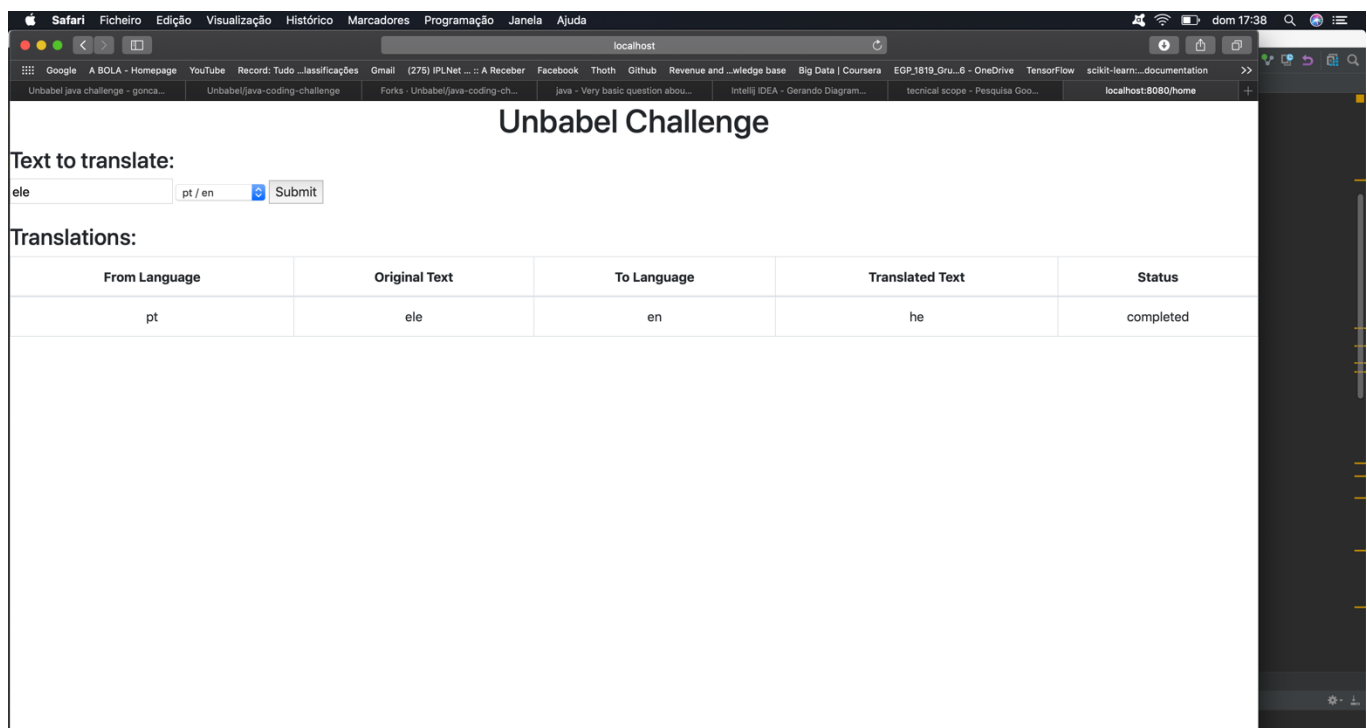 Safari Ficheiro Edição Visualização Histórico Marcadores Programação Janela Ajuda dom 17:38
localhost
Google A BOLA - Homepage YouTube Record: Tudo ...lassificações Gmail (275) IPLNet ... :: A Receber Facebook Thoth Github Revenue and ...wledge base Big Data | Coursera EGP_1819_Gru...6 - OneDrive TensorFlow scikit-learn:...documentation >>
Unbabel java challenge - gonca... Unbabel/java-coding-challenge Forks · Unbabel/java-coding-ch... java - Very basic question abou... Intellij IDEA - Gerando Diagram... tecnical scope - Pesquisa Goo... localhost:8080/home +
Unbabel Challenge
Text to translate:
ele pt / en Submit
Translations:
From Language Original Text To Language Translated Text Status
pt ele en he completed